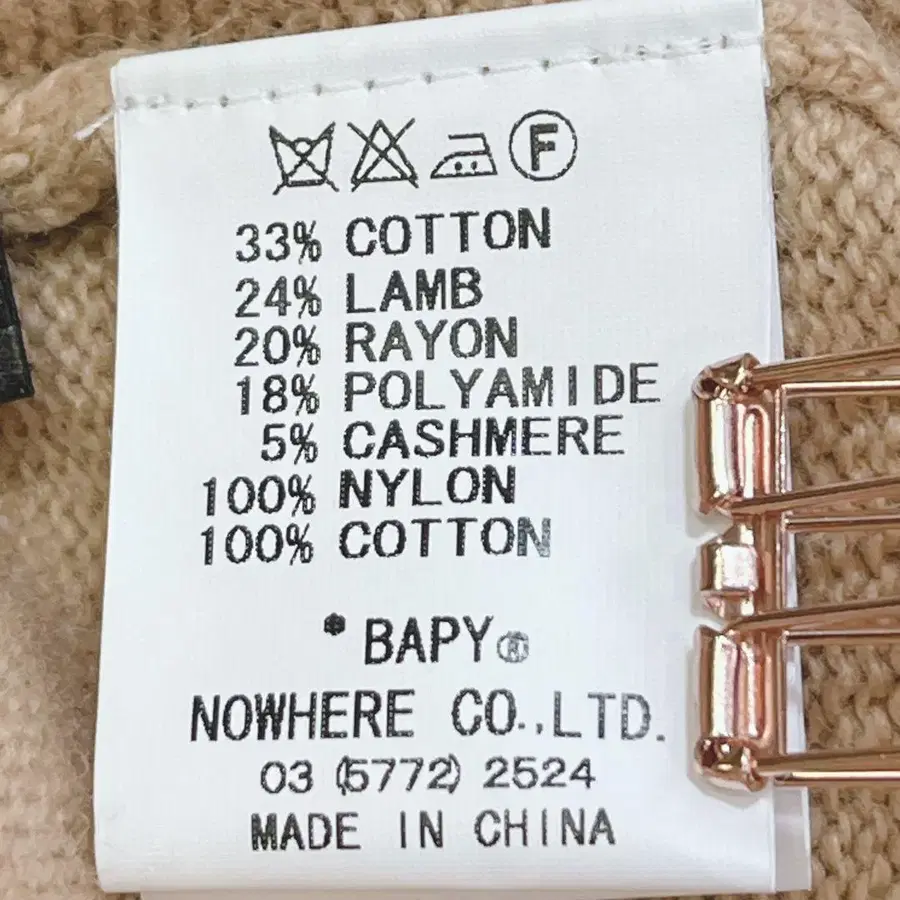 F
33% COTTON
24% LAMB
20% RAYON
18% POLYAMIDE
5% CASHMERE
100% NYLON
100% COTTON
* BAPY®
NOWHERE CO.,LTD.
03 (5772) 2524
MADE IN CHINA